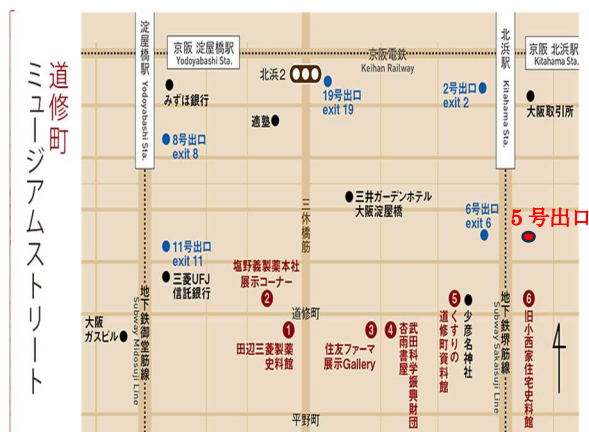 道修町
ミュージアムストリート
淀屋橋駅 Yodoyabashi Sta.
京阪 淀屋橋駅
Yodoyabashi Sta.
北浜2
京阪電鉄
Keihan Railway
北浜駅 Kitahama Sta.
京阪 北浜駅
Kitahama Sta.
みずほ銀行
19号出口
exit 19
2号出口
exit 2
大阪取引所
適塾
8号出口
exit 8
三井ガーデンホテル
大阪淀屋橋
三休橋筋
6号出口
exit 6
5号出口
11号出口
exit 11
三菱UFJ
信託銀行
塩野義製薬本社
展示コーナー
2
地下鉄御堂筋線
Subway Midosuji Line
道修町
大阪
ガスビル
1
田辺三菱製薬
史料館
3
住友ファーマ
展示Gallery
4
武田科学振興財団
杏雨書屋
5
くすりの
道修町資料館
少彦名神社
地下鉄堺筋線
Subway Sakaisuji Line
6
旧小西家住宅史料館
平野町